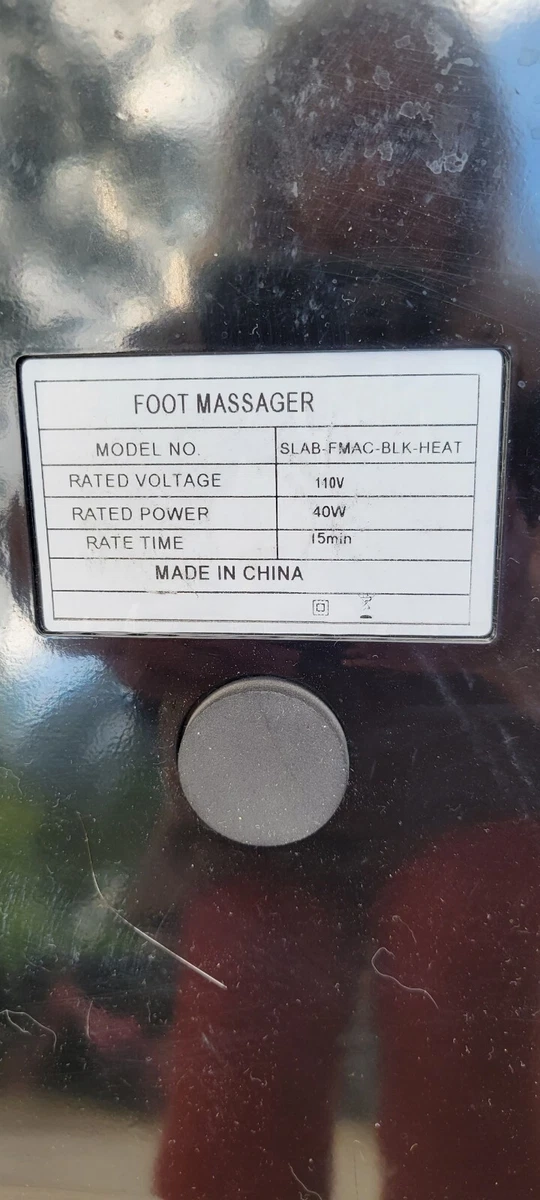 FOOT MASSAGER
MODEL NO. SLAB-FMAC-BLK-HEAT
RATED VOLTAGE 110V
RATED POWER 40W
RATE TIME 15min
MADE IN CHINA